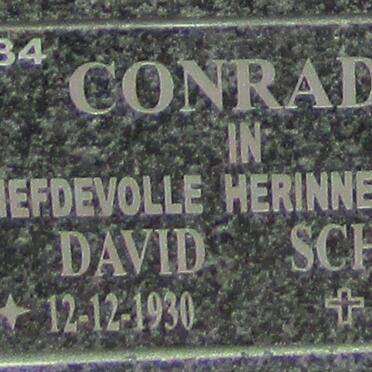 34
CONRAD
IN
IEFDEVOLLE HERINNE
DAVID SCH
12-12-1930